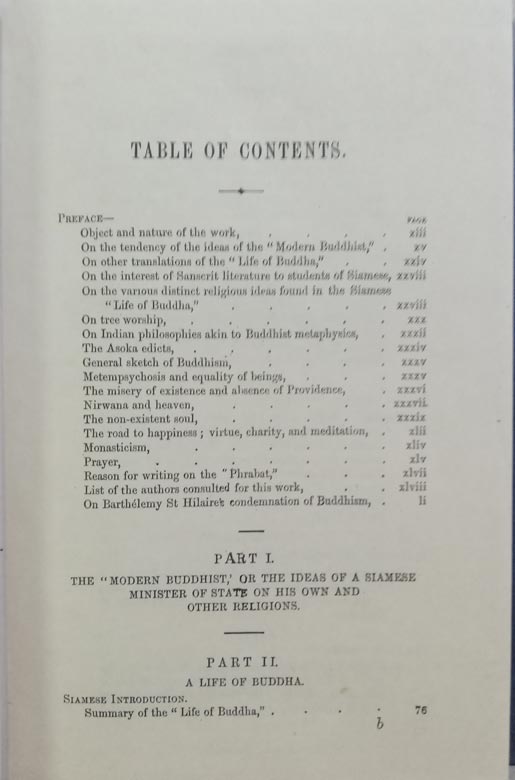 TABLE OF CONTENTS.
PREFACE— PAGE
Object and nature of the work, . . . . xiii
On the tendency of the ideas of the "Modern Buddhist," . xv
On other translations of the "Life of Buddha," . . xxiv
On the interest of Sanscrit literature to students of Siamese, xxviii
On the various distinct religious ideas found in the Siamese
"Life of Buddha," . . . . . xxviii
On tree worship, . . . . . . xxx
On Indian philosophies akin to Buddhist metaphysics, . xxxii
The Asoka edicts, . . . . . . xxxiv
General sketch of Buddhism, . . . . xxxv
Metempsychosis and equality of beings, . . . xxxv
The misery of existence and absence of Providence, . xxxvi
Nirwana and heaven, . . . . . xxxvii.
The non-existent soul, . . . . . xxxix
The road to happiness; virtue, charity, and meditation, . xlii
Monasticism, . . . . . xliv
Prayer, . . . . . . xlv
Reason for writing on the "Phrabat," . . . xlvii
List of the authors consulted for this work, . . xlviii
On Barthélemy St Hilaire's condemnation of Buddhism, . li
PART I.
THE "MODERN BUDDHIST,' OR THE IDEAS OF A SIAMESE
MINISTER OF STATE ON HIS OWN AND
OTHER RELIGIONS.
PART II.
A LIFE OF BUDDHA.
SIAMESE INTRODUCTION.
Summary of the "Life of Buddha," . . . . 76
b